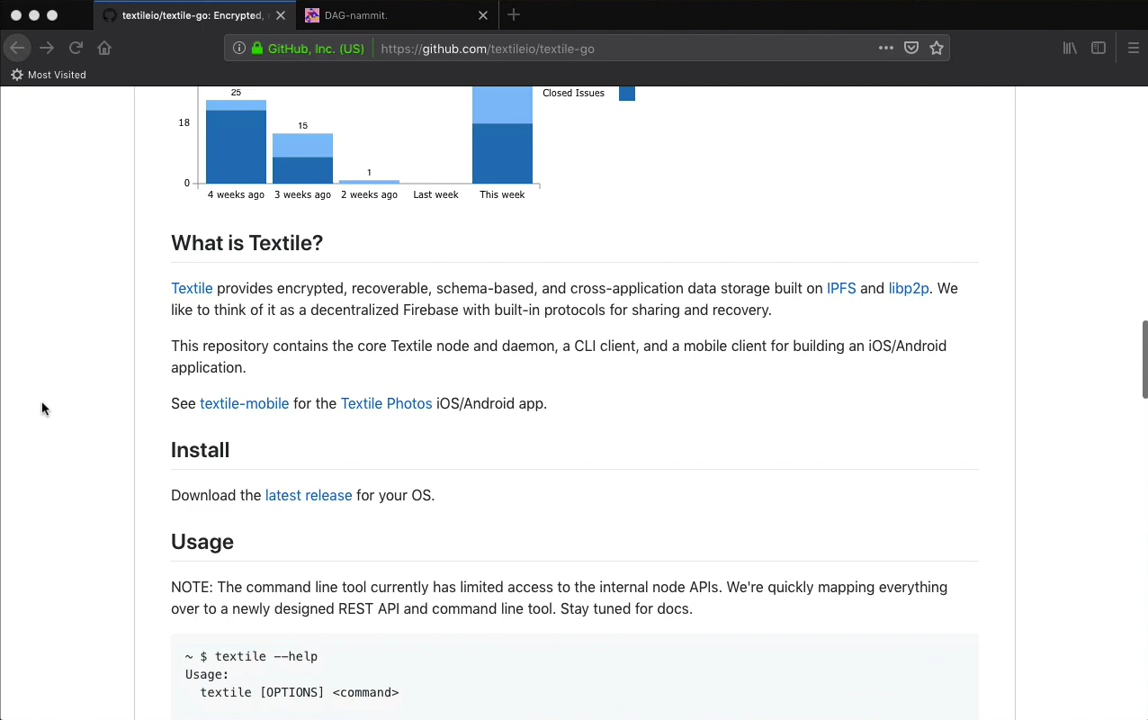 textileio/textile-go: Encrypted,
DAG-nammit.
GitHub, Inc. (US)
https://github.com/textileio/textile-go
Most Visited
25
Closed Issues
18
15
1
0
4 weeks ago
3 weeks ago
2 weeks ago
Last week
This week
What is Textile?
Textile provides encrypted, recoverable, schema-based, and cross-application data storage built on IPFS and libp2p. We
like to think of it as a decentralized Firebase with built-in protocols for sharing and recovery.
This repository contains the core Textile node and daemon, a CLI client, and a mobile client for building an iOS/Android
application.
See textile-mobile for the Textile Photos iOS/Android app.
Install
Download the latest release for your OS.
Usage
NOTE: The command line tool currently has limited access to the internal node APIs. We're quickly mapping everything
over to a newly designed REST API and command line tool. Stay tuned for docs.
~ $ textile --help
Usage:
textile [OPTIONS] <command>